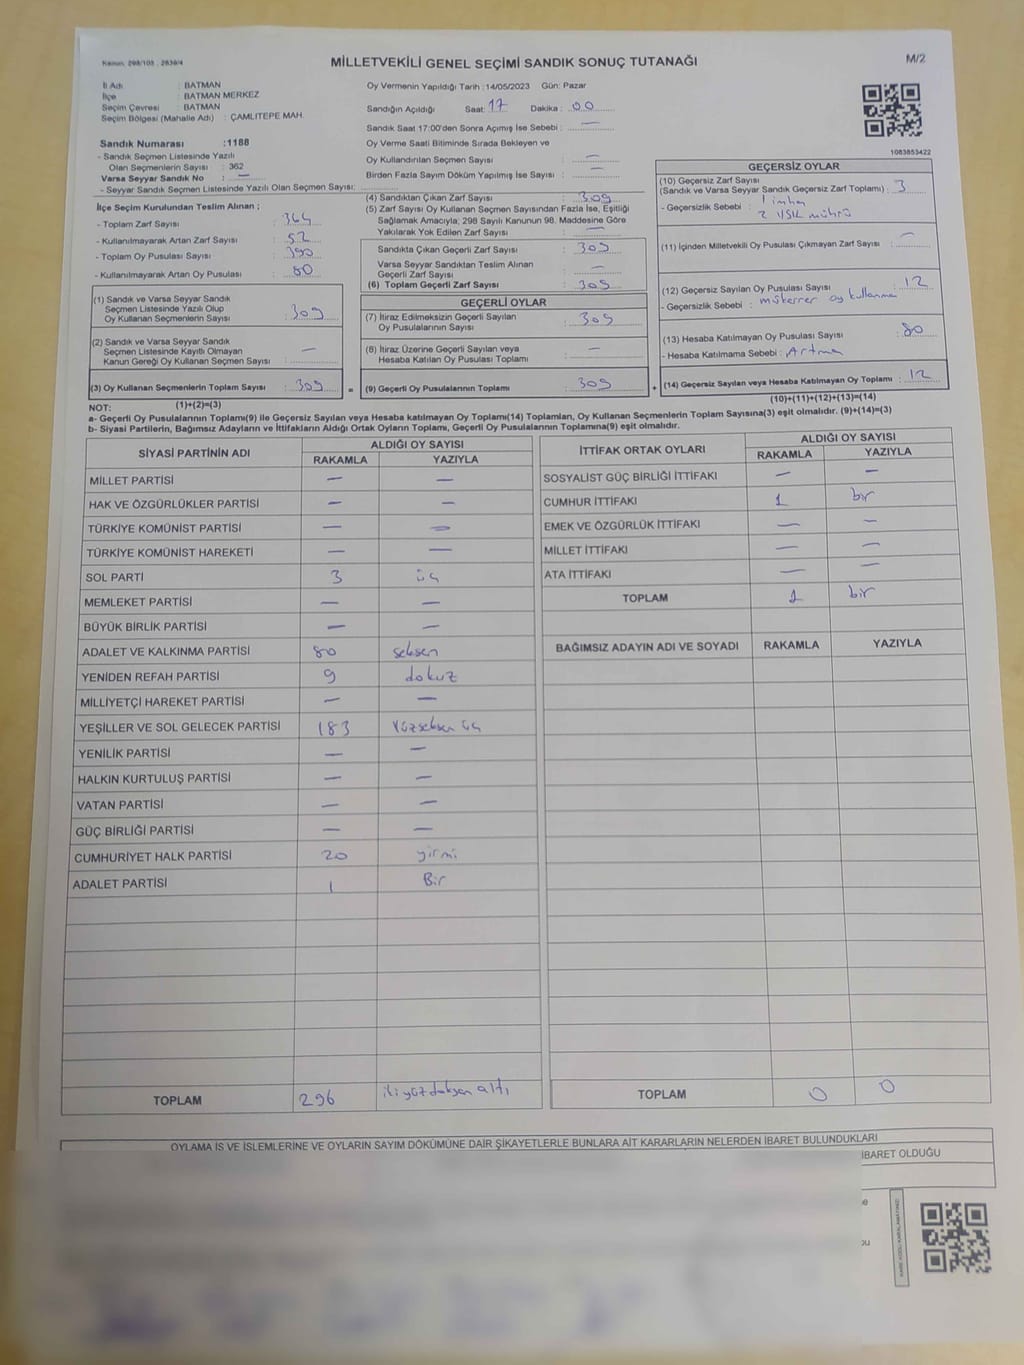 Kanun: 298/105 , 2839/4
MİLLETVEKİLİ GENEL SEÇİMİ SANDIK SONUÇ TUTANAĞI
M/2
İl Adı : BATMAN
İlçe : BATMAN MERKEZ
Seçim Çevresi : BATMAN
Seçim Bölgesi (Mahalle Adı) : ÇAMLITEPE MAH.
Sandık Numarası :1188
- Sandık Seçmen Listesinde Yazılı
Olan Seçmenlerin Sayısı : 362
Varsa Seyyar Sandık No : —
- Seyyar Sandık Seçmen Listesinde Yazılı Olan Seçmen Sayısı:
Oy Vermenin Yapıldığı Tarih : 14/05/2023 Gün: Pazar
Sandığın Açıldığı Saat: 17 Dakika : 00
Sandık Saat 17:00'den Sonra Açılmış İse Sebebi : —
Oy Verme Saati Bitiminde Sırada Bekleyen ve
Oy Kullandırılan Seçmen Sayısı : —
Birden Fazla Sayım Döküm Yapılmış İse Sayısı : —
1083853422
İlçe Seçim Kurulundan Teslim Alınan ;
- Toplam Zarf Sayısı : 364
- Kullanılmayarak Artan Zarf Sayısı : 52
- Toplam Oy Pusulası : 390
- Kullanılmayarak Artan Oy Pusulası : 80
(1) Sandık ve Varsa Seyyar Sandık
Seçmen Listesinde Yazılı Olup
Oy Kullanan Seçmenlerin Sayısı : 309
(2) Sandık ve Varsa Seyyar Sandık
Seçmen Listesinde Kayıtlı Olmayan
Kanun Gereği Oy Kullanan Seçmen Sayısı : —
(3) Oy Kullanan Seçmenlerin Toplam Sayısı : 309
(1)+(2)=(3)
(4) Sandıktan Çıkan Zarf Sayısı : 309
(5) Zarf Sayısı Oy Kullanan Seçmen Sayısından Fazla İse, Eşitliği
Sağlamak Amacıyla; 298 Sayılı Kanunun 98. Maddesine Göre
Yakılarak Yok Edilen Zarf Sayısı : —
Sandıkta Çıkan Geçerli Zarf Sayısı : 309
Varsa Seyyar Sandıktan Teslim Alınan
Geçerli Zarf Sayısı : —
(6) Toplam Geçerli Zarf Sayısı : 309
GEÇERLİ OYLAR
(7) İtiraz Edilmeksizin Geçerli Sayılan
Oy Pusulalarının Sayısı : 309
(8) İtiraz Üzerine Geçerli Sayılan veya
Hesaba Katılan Oy Pusulası Toplamı : —
= (9) Geçerli Oy Pusulalarının Toplamı : 309
GEÇERSİZ OYLAR
(10) Geçersiz Zarf Sayısı
(Sandık ve Varsa Seyyar Sandık Geçersiz Zarf Toplamı) : 3
- Geçersizlik Sebebi : 1 imha
2 YSK mührü
(11) İçinden Milletvekili Oy Pusulası Çıkmayan Zarf Sayısı : —
(12) Geçersiz Sayılan Oy Pusulası Sayısı : 12
- Geçersizlik Sebebi : mükerrer oy kullanma
(13) Hesaba Katılmayan Oy Pusulası Sayısı : 80
- Hesaba Katılmama Sebebi : Artma
+ (14) Geçersiz Sayılan veya Hesaba Katılmayan Oy Toplamı : 12
(10)+(11)+(12)+(13)=(14)
NOT:
a- Geçerli Oy Pusulalarının Toplamı(9) ile Geçersiz Sayılan veya Hesaba katılmayan Oy Toplamı(14) Toplamları, Oy Kullanan Seçmenlerin Toplam Sayısına(3) eşit olmalıdır. (9)+(14)=(3)
b- Siyasi Partilerin, Bağımsız Adayların ve İttifakların Aldığı Ortak Oyların Toplamı, Geçerli Oy Pusulalarının Toplamına(9) eşit olmalıdır.
SİYASİ PARTİNİN ADI
ALDIĞI OY SAYISI
RAKAMLA YAZIYLA
MİLLET PARTİSİ — —
HAK VE ÖZGÜRLÜKLER PARTİSİ — —
TÜRKİYE KOMÜNİST PARTİSİ — —
TÜRKİYE KOMÜNİST HAREKETİ — —
SOL PARTİ 3 üç
MEMLEKET PARTİSİ — —
BÜYÜK BİRLİK PARTİSİ — —
ADALET VE KALKINMA PARTİSİ 80 seksen
YENİDEN REFAH PARTİSİ 9 dokuz
MİLLİYETÇİ HAREKET PARTİSİ — —
YEŞİLLER VE SOL GELECEK PARTİSİ 183 Yüzseksen üç
YENİLİK PARTİSİ — —
HALKIN KURTULUŞ PARTİSİ — —
VATAN PARTİSİ — —
GÜÇ BİRLİĞİ PARTİSİ — —
CUMHURİYET HALK PARTİSİ 20 yirmi
ADALET PARTİSİ 1 Bir
TOPLAM 296 ikiyüzdoksan altı
İTTİFAK ORTAK OYLARI
ALDIĞI OY SAYISI
RAKAMLA YAZIYLA
SOSYALİST GÜÇ BİRLİĞİ İTTİFAKI — —
CUMHUR İTTİFAKI 1 bir
EMEK VE ÖZGÜRLÜK İTTİFAKI — —
MİLLET İTTİFAKI — —
ATA İTTİFAKI — —
TOPLAM 1 bir
BAĞIMSIZ ADAYIN ADI VE SOYADI RAKAMLA YAZIYLA
TOPLAM 0 0
OYLAMA İŞ VE İŞLEMLERİNE VE OYLARIN SAYIM DÖKÜMÜNE DAİR ŞİKAYETLERLE BUNLARA AİT KARARLARIN NELERDEN İBARET BULUNDUKLARI
İBARET OLDUĞU